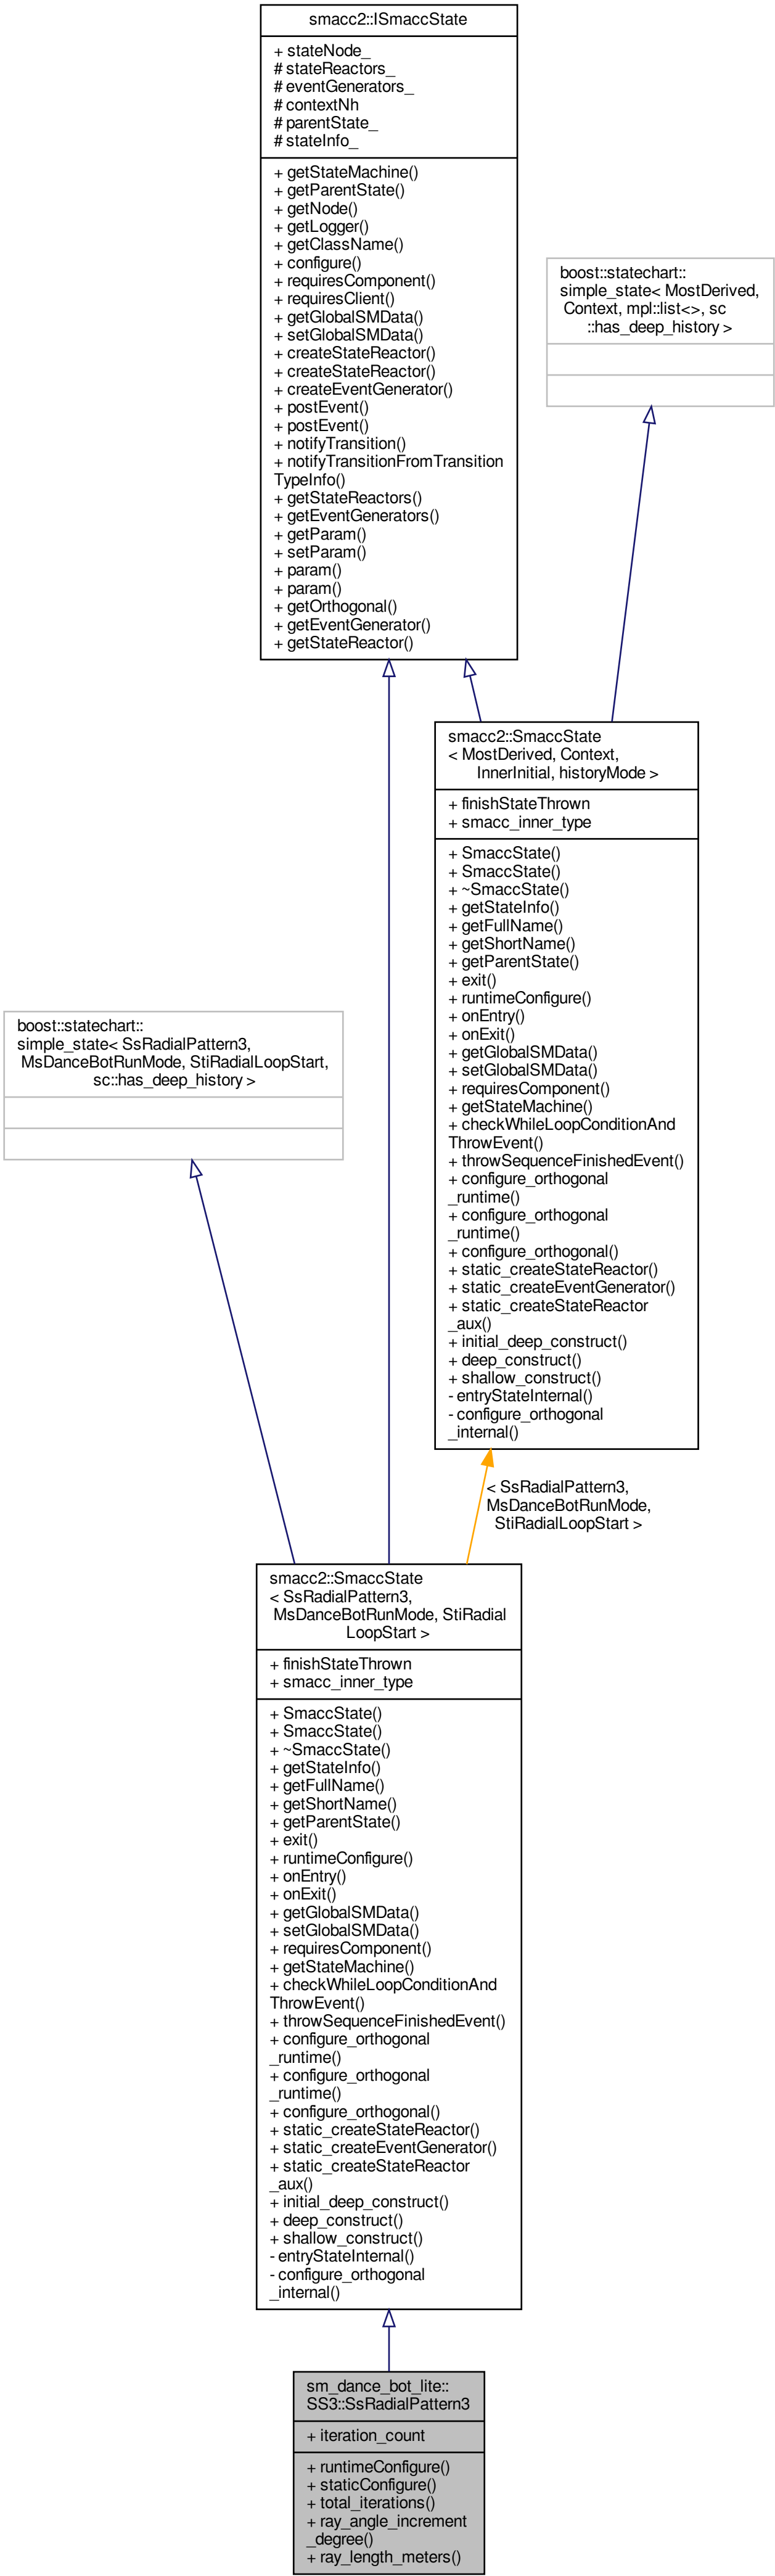 smacc2::ISmaccState
+ stateNode_
# stateReactors_
# eventGenerators_
# contextNh
# parentState_
# stateInfo_
+ getStateMachine()
+ getParentState()
+ getNode()
+ getLogger()
+ getClassName()
+ configure()
+ requiresComponent()
+ requiresClient()
+ getGlobalSMData()
+ setGlobalSMData()
+ createStateReactor()
+ createStateReactor()
+ createEventGenerator()
+ postEvent()
+ postEvent()
+ notifyTransition()
+ notifyTransitionFromTransition
TypeInfo()
+ getStateReactors()
+ getEventGenerators()
+ getParam()
+ setParam()
+ param()
+ param()
+ getOrthogonal()
+ getEventGenerator()
+ getStateReactor()
boost::statechart::
simple_state< MostDerived,
Context, mpl::list<>, sc
::has_deep_history >
smacc2::SmaccState
< MostDerived, Context,
InnerInitial, historyMode >
+ finishStateThrown
+ smacc_inner_type
+ SmaccState()
+ SmaccState()
+ ~SmaccState()
+ getStateInfo()
+ getFullName()
+ getShortName()
+ getParentState()
+ exit()
+ runtimeConfigure()
+ onEntry()
+ onExit()
+ getGlobalSMData()
+ setGlobalSMData()
+ requiresComponent()
+ getStateMachine()
+ checkWhileLoopConditionAnd
ThrowEvent()
+ throwSequenceFinishedEvent()
+ configure_orthogonal
_runtime()
+ configure_orthogonal
_runtime()
+ configure_orthogonal()
+ static_createStateReactor()
+ static_createEventGenerator()
+ static_createStateReactor
_aux()
+ initial_deep_construct()
+ deep_construct()
+ shallow_construct()
- entryStateInternal()
- configure_orthogonal
_internal()
boost::statechart::
simple_state< SsRadialPattern3,
MsDanceBotRunMode, StiRadialLoopStart,
sc::has_deep_history >
< SsRadialPattern3,
MsDanceBotRunMode,
StiRadialLoopStart >
smacc2::SmaccState
< SsRadialPattern3,
MsDanceBotRunMode, StiRadial
LoopStart >
+ finishStateThrown
+ smacc_inner_type
+ SmaccState()
+ SmaccState()
+ ~SmaccState()
+ getStateInfo()
+ getFullName()
+ getShortName()
+ getParentState()
+ exit()
+ runtimeConfigure()
+ onEntry()
+ onExit()
+ getGlobalSMData()
+ setGlobalSMData()
+ requiresComponent()
+ getStateMachine()
+ checkWhileLoopConditionAnd
ThrowEvent()
+ throwSequenceFinishedEvent()
+ configure_orthogonal
_runtime()
+ configure_orthogonal
_runtime()
+ configure_orthogonal()
+ static_createStateReactor()
+ static_createEventGenerator()
+ static_createStateReactor
_aux()
+ initial_deep_construct()
+ deep_construct()
+ shallow_construct()
- entryStateInternal()
- configure_orthogonal
_internal()
sm_dance_bot_lite::
SS3::SsRadialPattern3
+ iteration_count
+ runtimeConfigure()
+ staticConfigure()
+ total_iterations()
+ ray_angle_increment
_degree()
+ ray_length_meters()